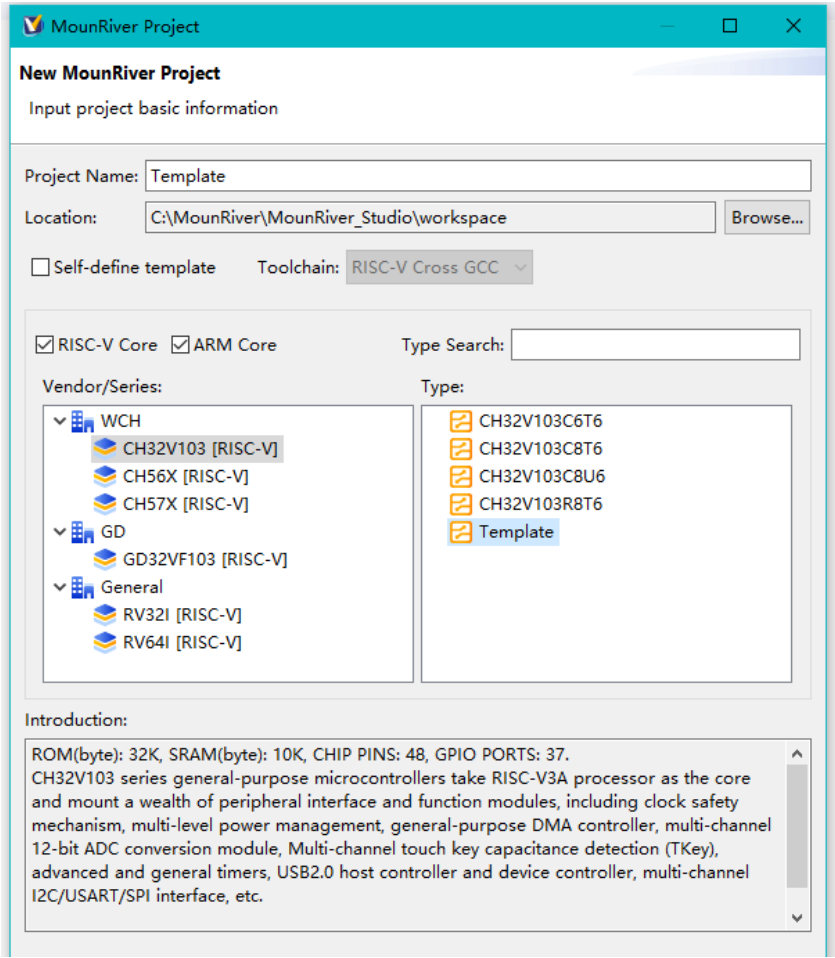 MounRiver Project
New MounRiver Project
Input project basic information
Project Name: Template
Location: C:\MounRiver\MounRiver_Studio\workspace Browse...
Self-define template Toolchain: RISC-V Cross GCC
RISC-V Core ARM Core Type Search:
Vendor/Series: Type:
WCH CH32V103C6T6
CH32V103 [RISC-V] CH32V103C8T6
CH56X [RISC-V] CH32V103C8U6
CH57X [RISC-V] CH32V103R8T6
GD Template
GD32VF103 [RISC-V]
General
RV32I [RISC-V]
RV64I [RISC-V]
Introduction:
ROM(byte): 32K, SRAM(byte): 10K, CHIP PINS: 48, GPIO PORTS: 37.
CH32V103 series general-purpose microcontrollers take RISC-V3A processor as the core
and mount a wealth of peripheral interface and function modules, including clock safety
mechanism, multi-level power management, general-purpose DMA controller, multi-channel
12-bit ADC conversion module, Multi-channel touch key capacitance detection (TKey),
advanced and general timers, USB2.0 host controller and device controller, multi-channel
I2C/USART/SPI interface, etc.